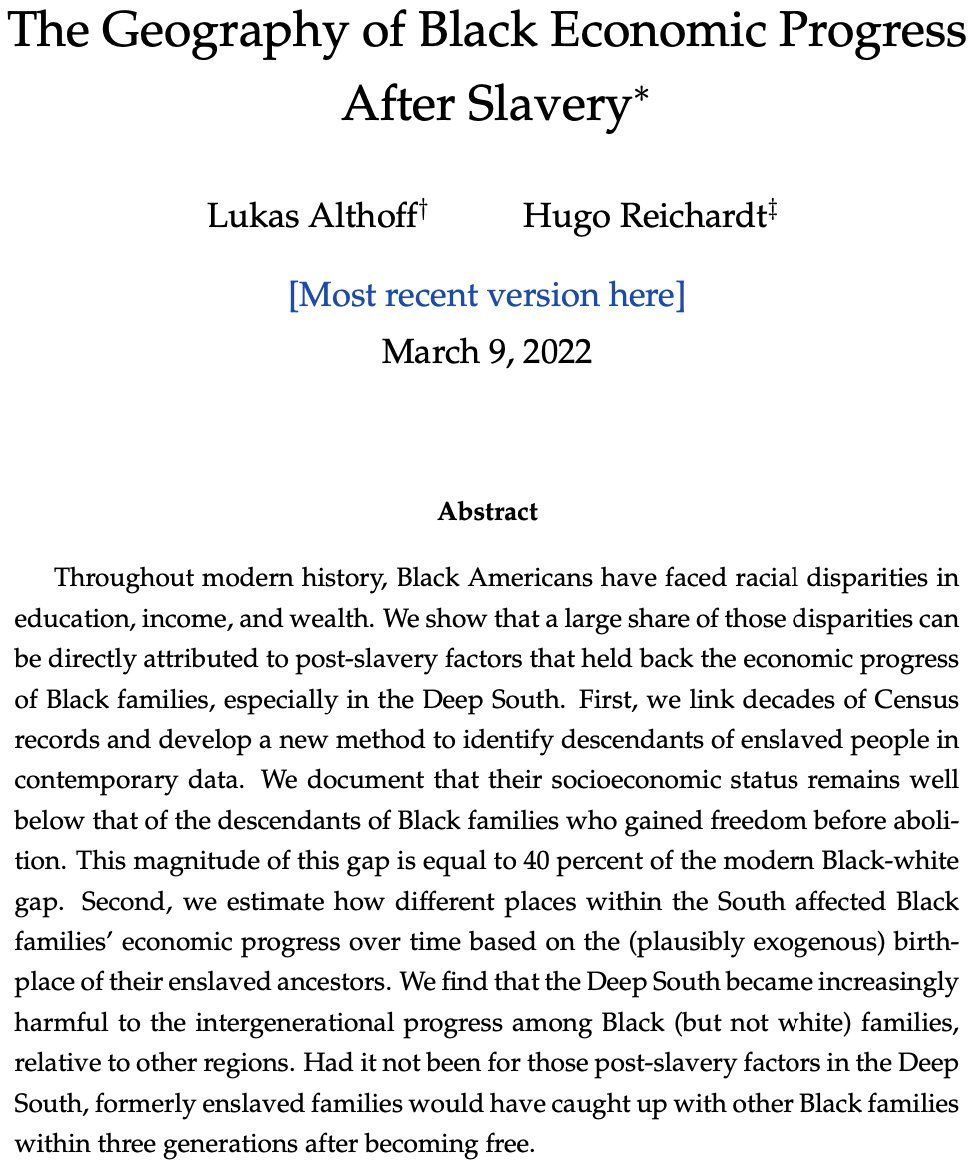 The Geography of Black Economic Progress
After Slavery*
Lukas Althoff† Hugo Reichardt‡
[Most recent version here]
March 9, 2022
Abstract
Throughout modern history, Black Americans have faced racial disparities in
education, income, and wealth. We show that a large share of those disparities can
be directly attributed to post-slavery factors that held back the economic progress
of Black families, especially in the Deep South. First, we link decades of Census
records and develop a new method to identify descendants of enslaved people in
contemporary data. We document that their socioeconomic status remains well
below that of the descendants of Black families who gained freedom before aboli-
tion. This magnitude of this gap is equal to 40 percent of the modern Black-white
gap. Second, we estimate how different places within the South affected Black
families’ economic progress over time based on the (plausibly exogenous) birth-
place of their enslaved ancestors. We find that the Deep South became increasingly
harmful to the intergenerational progress among Black (but not white) families,
relative to other regions. Had it not been for those post-slavery factors in the Deep
South, formerly enslaved families would have caught up with other Black families
within three generations after becoming free.